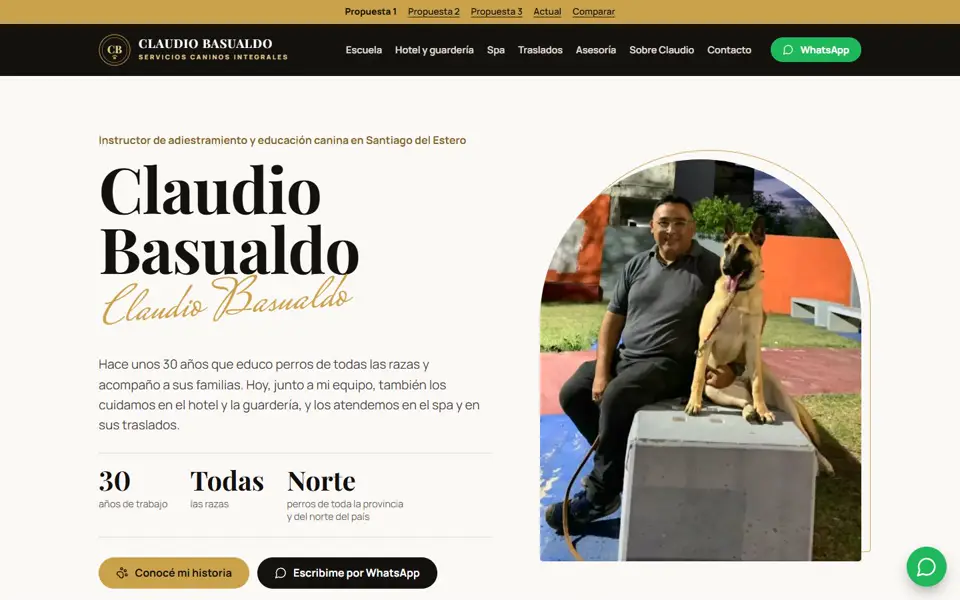 Propuesta 1 Propuesta 2 Propuesta 3 Actual Comparar
CB
CLAUDIO BASUALDO
SERVICIOS CANINOS INTEGRALES
Escuela Hotel y guardería Spa Traslados Asesoría Sobre Claudio Contacto WhatsApp
Instructor de adiestramiento y educación canina en Santiago del Estero
Claudio
Basualdo
Claudio Basualdo
Hace unos 30 años que educo perros de todas las razas y
acompaño a sus familias. Hoy, junto a mi equipo, también los
cuidamos en el hotel y la guardería, y los atendemos en el spa y en
sus traslados.
30
años de trabajo
Todas
las razas
Norte
perros de toda la provincia
y del norte del país
Conocé mi historia
Escribime por WhatsApp